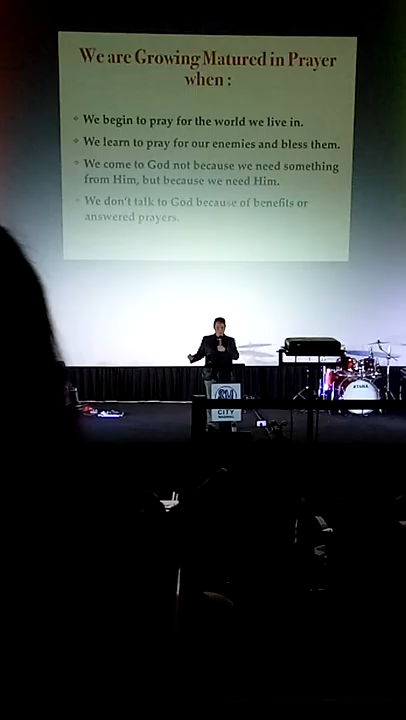 We are Growing Matured in Prayer
when :
We begin to pray for the world we live in.
We learn to pray for our enemies and bless them.
We come to God not because we need something
from Him, but because we need Him.
We don't talk to God because of benefits or
answered prayers.
SM
CITY
TAMA